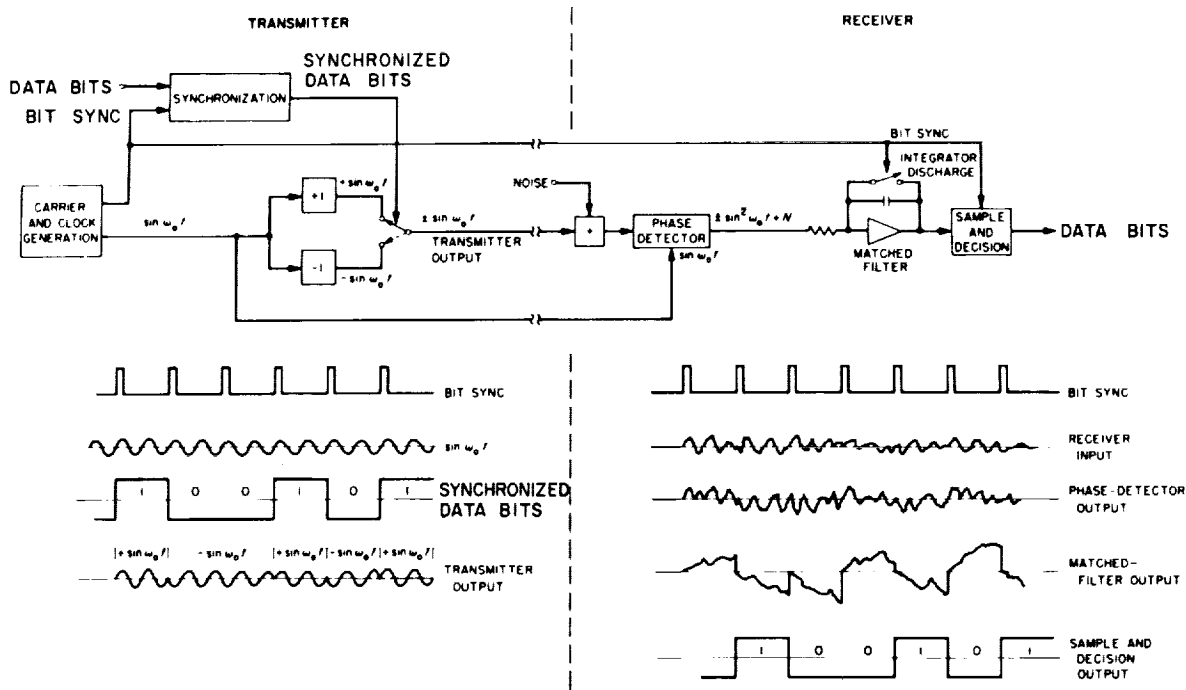 TRANSMITTER
RECEIVER
DATA BITS
BIT SYNC
SYNCHRONIZATION
SYNCHRONIZED
DATA BITS
CARRIER
AND CLOCK
GENERATION
sin ω₀t
+1
-1
+ sin ω₀t
- sin ω₀t
± sin ω₀t
TRANSMITTER
OUTPUT
NOISE
+
PHASE
DETECTOR
± sin² ω₀t + N
sin ω₀t
BIT SYNC
INTEGRATOR
DISCHARGE
MATCHED
FILTER
SAMPLE
AND
DECISION
DATA BITS
BIT SYNC
sin ω₀t
1 0 0 1 0 1
SYNCHRONIZED
DATA BITS
|+sin ω₀t| -sin ω₀t |+sin ω₀t|-sin ω₀t|+sin ω₀t|
TRANSMITTER
OUTPUT
BIT SYNC
RECEIVER
INPUT
PHASE-DETECTOR
OUTPUT
MATCHED-
FILTER OUTPUT
1 0 0 1 0 1
SAMPLE AND
DECISION
OUTPUT